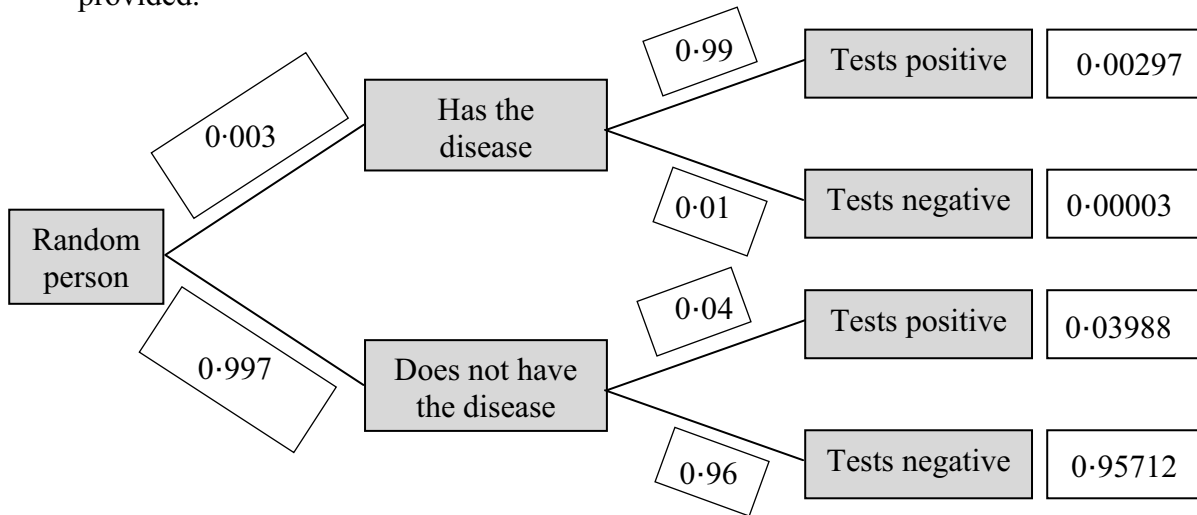 provided.
0·003
Has the
disease
0·99
Tests positive
0·00297
0·01
Tests negative
0·00003
Random
person
0·997
Does not have
the disease
0·04
Tests positive
0·03988
0·96
Tests negative
0·95712